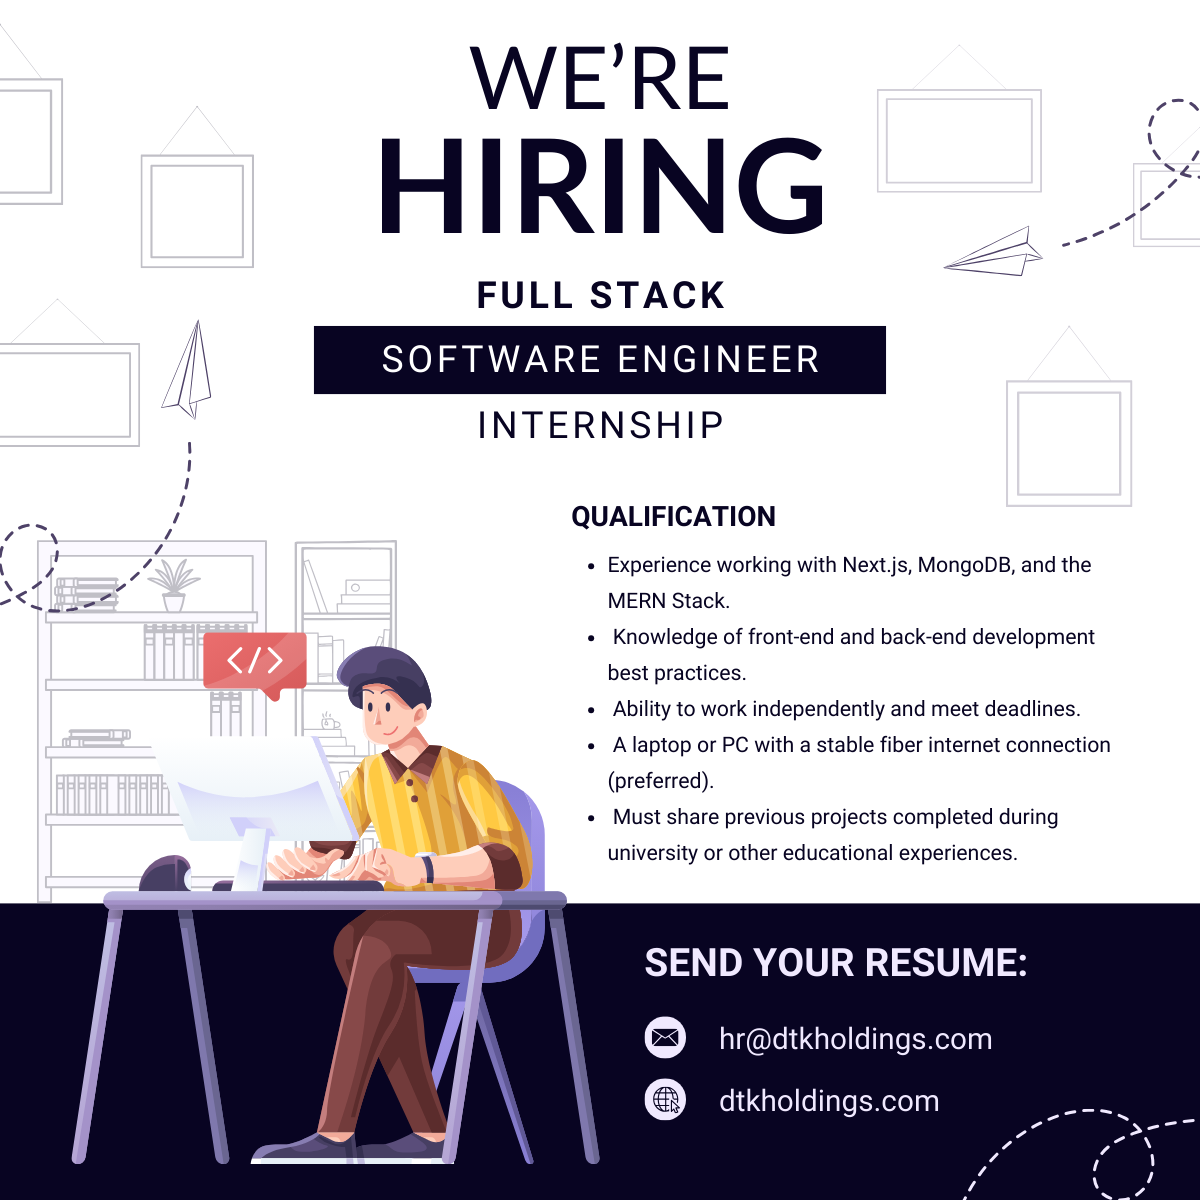 WE’RE
HIRING
FULL STACK
SOFTWARE ENGINEER
INTERNSHIP
QUALIFICATION
• Experience working with Next.js, MongoDB, and the
MERN Stack.
• Knowledge of front-end and back-end development
best practices.
• Ability to work independently and meet deadlines.
• A laptop or PC with a stable fiber internet connection
(preferred).
• Must share previous projects completed during
university or other educational experiences.
</>
SEND YOUR RESUME:
hr@dtkholdings.com
dtkholdings.com